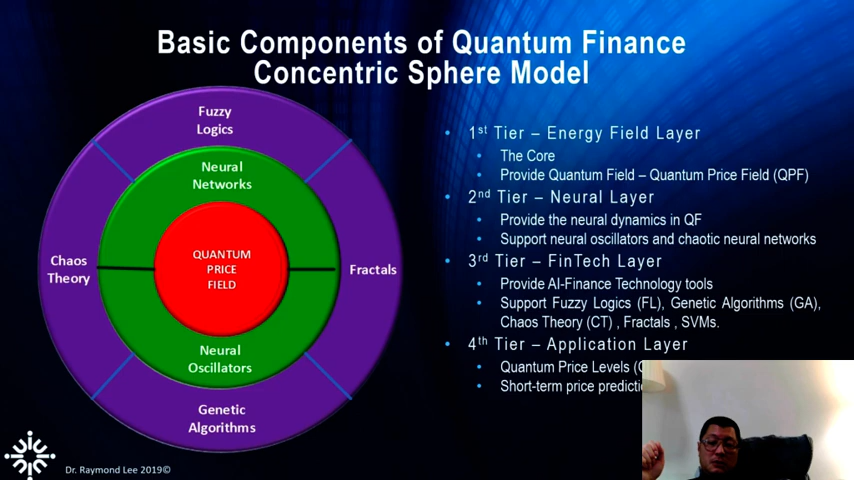 Basic Components of Quantum Finance
Concentric Sphere Model
Fuzzy
Logics
Neural
Networks
QUANTUM
PRICE
FIELD
Chaos
Theory
Fractals
Neural
Oscillators
Genetic
Algorithms
• 1st Tier – Energy Field Layer
• The Core
• Provide Quantum Field – Quantum Price Field (QPF)
• 2nd Tier – Neural Layer
• Provide the neural dynamics in QF
• Support neural oscillators and chaotic neural networks
• 3rd Tier – FinTech Layer
• Provide AI-Finance Technology tools
• Support Fuzzy Logics (FL), Genetic Algorithms (GA),
Chaos Theory (CT) , Fractals , SVMs.
• 4th Tier – Application Layer
• Quantum Price Levels
• Short-term price
Dr. Raymond Lee 2019©